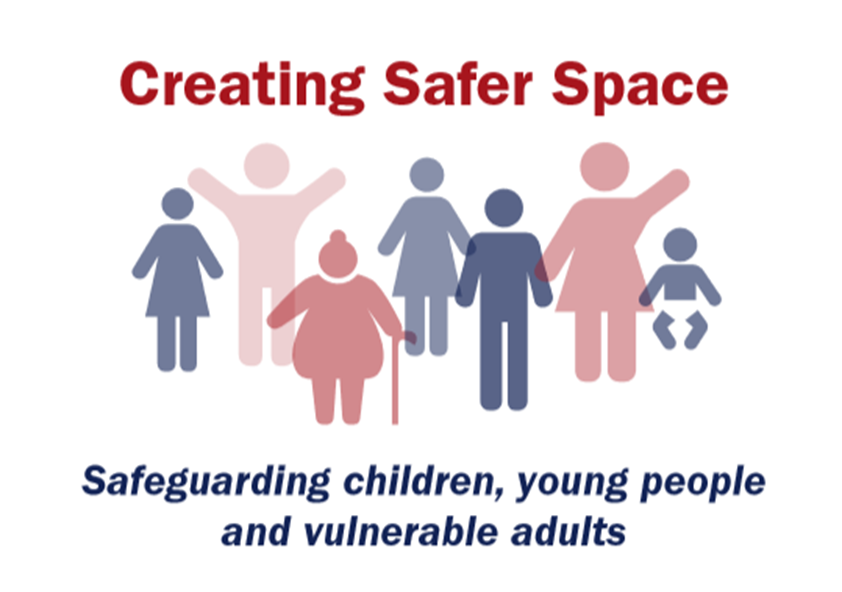 Creating Safer Space
Safeguarding children, young people
and vulnerable adults